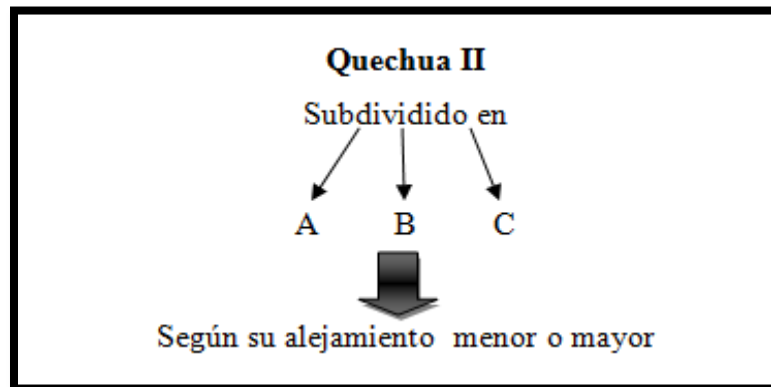 Quechua II
Subdividido en
A B C
Según su alejamiento menor o mayor